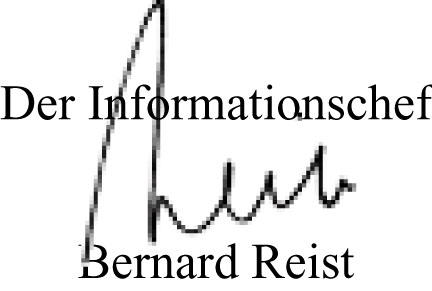 Der Informationschef
Bernard Reist